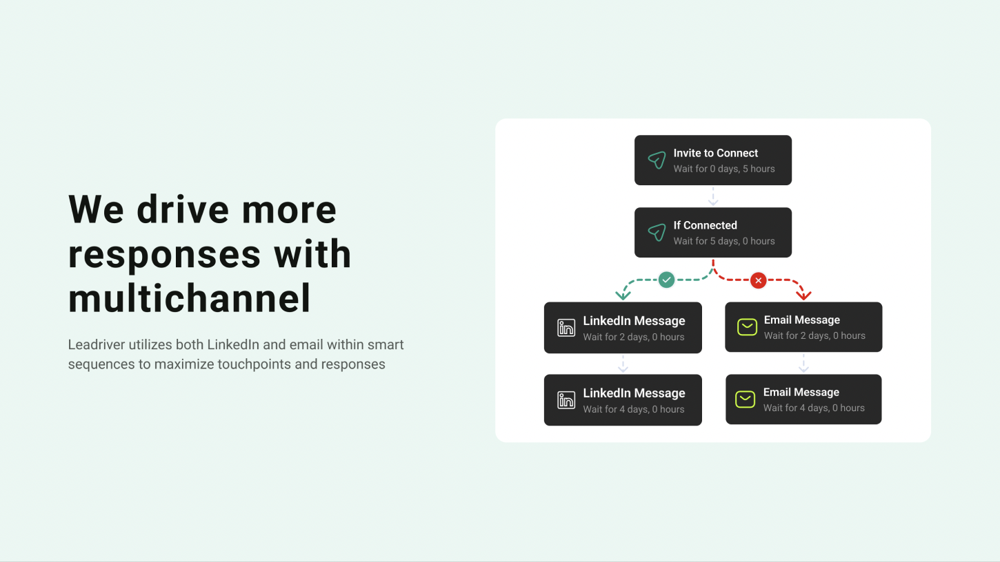 We drive more
responses with
multichannel
Leadriver utilizes both LinkedIn and email within smart
sequences to maximize touchpoints and responses
Invite to Connect
Wait for 0 days, 5 hours
If Connected
Wait for 5 days, 0 hours
LinkedIn Message
Wait for 2 days, 0 hours
Email Message
Wait for 2 days, 0 hours
LinkedIn Message
Wait for 4 days, 0 hours
Email Message
Wait for 4 days, 0 hours